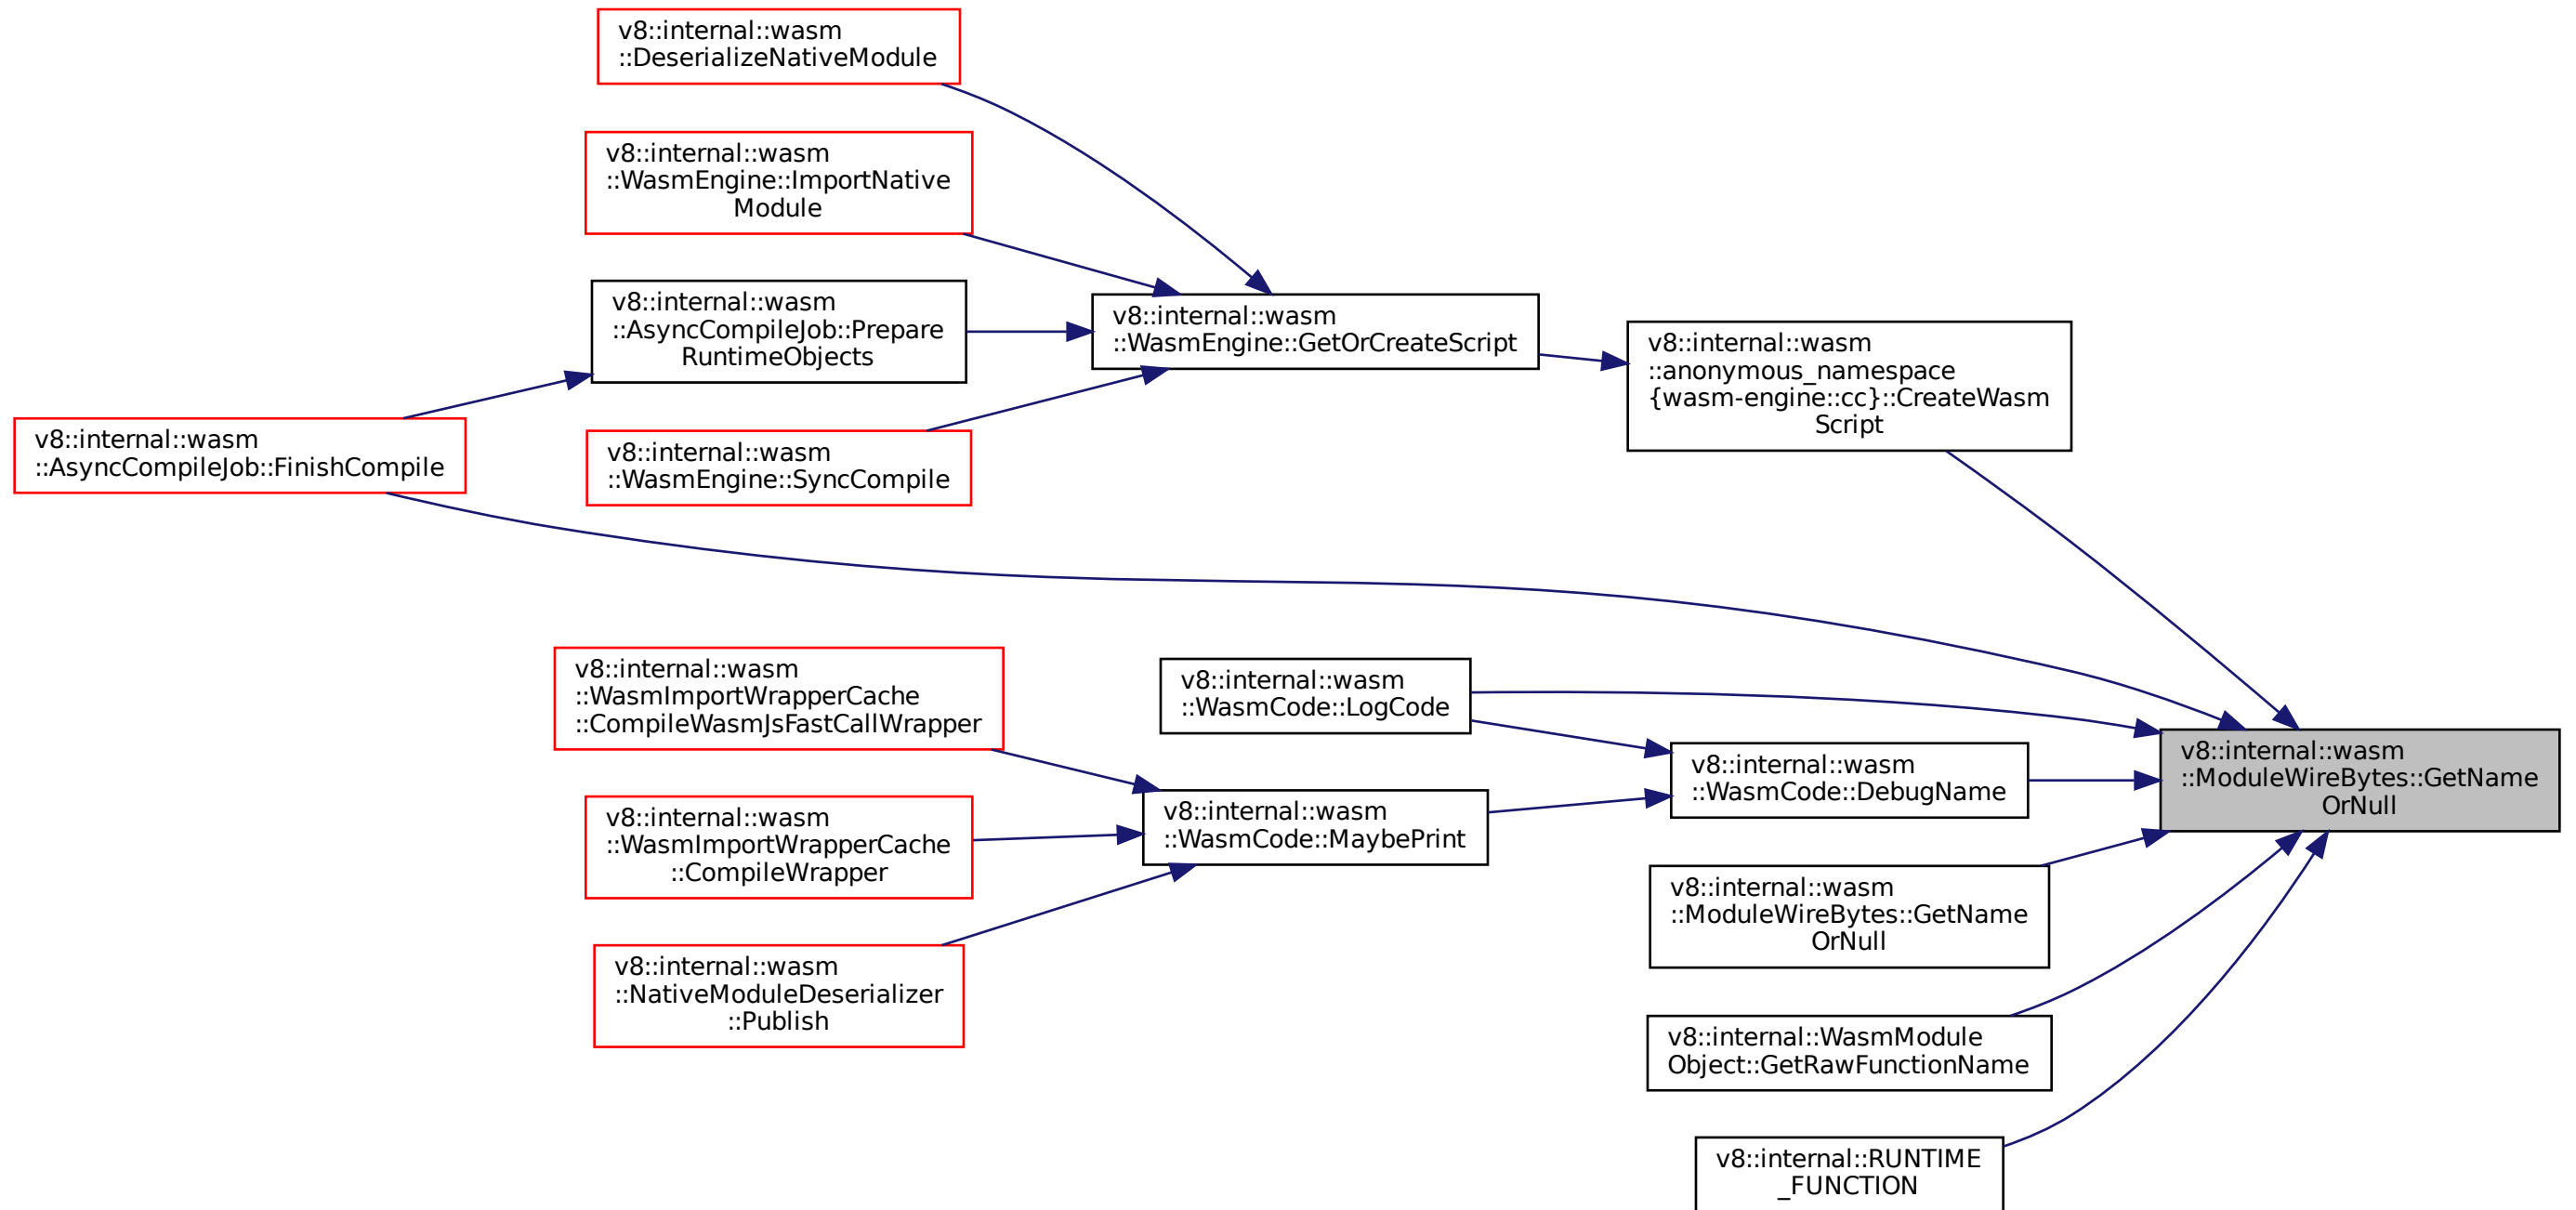 v8::internal::wasm
::DeserializeNativeModule
v8::internal::wasm
::WasmEngine::ImportNative
Module
v8::internal::wasm
::AsyncCompileJob::Prepare
RuntimeObjects
v8::internal::wasm
::WasmEngine::GetOrCreateScript
v8::internal::wasm
::anonymous_namespace
{wasm-engine::cc}::CreateWasm
Script
v8::internal::wasm
::AsyncCompileJob::FinishCompile
v8::internal::wasm
::WasmEngine::SyncCompile
v8::internal::wasm
::WasmImportWrapperCache
::CompileWasmJsFastCallWrapper
v8::internal::wasm
::WasmCode::LogCode
v8::internal::wasm
::WasmCode::DebugName
v8::internal::wasm
::ModuleWireBytes::GetName
OrNull
v8::internal::wasm
::WasmImportWrapperCache
::CompileWrapper
v8::internal::wasm
::WasmCode::MaybePrint
v8::internal::wasm
::ModuleWireBytes::GetName
OrNull
v8::internal::wasm
::NativeModuleDeserializer
::Publish
v8::internal::WasmModule
Object::GetRawFunctionName
v8::internal::RUNTIME
_FUNCTION